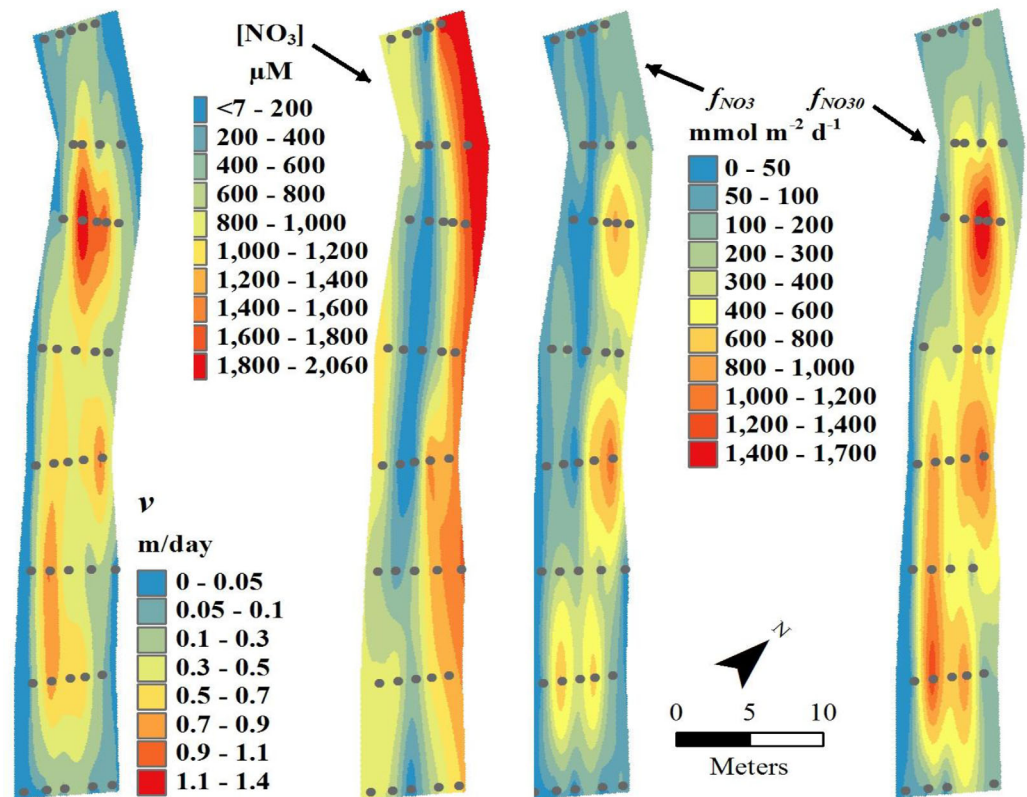 [NO₃]
μM
<7 - 200
200 - 400
400 - 600
600 - 800
800 - 1,000
1,000 - 1,200
1,200 - 1,400
1,400 - 1,600
1,600 - 1,800
1,800 - 2,060
fNO3 fNO30
mmol m⁻² d⁻¹
0 - 50
50 - 100
100 - 200
200 - 300
300 - 400
400 - 600
600 - 800
800 - 1,000
1,000 - 1,200
1,200 - 1,400
1,400 - 1,700
v
m/day
0 - 0.05
0.05 - 0.1
0.1 - 0.3
0.3 - 0.5
0.5 - 0.7
0.7 - 0.9
0.9 - 1.1
1.1 - 1.4
N
0 5 10
Meters